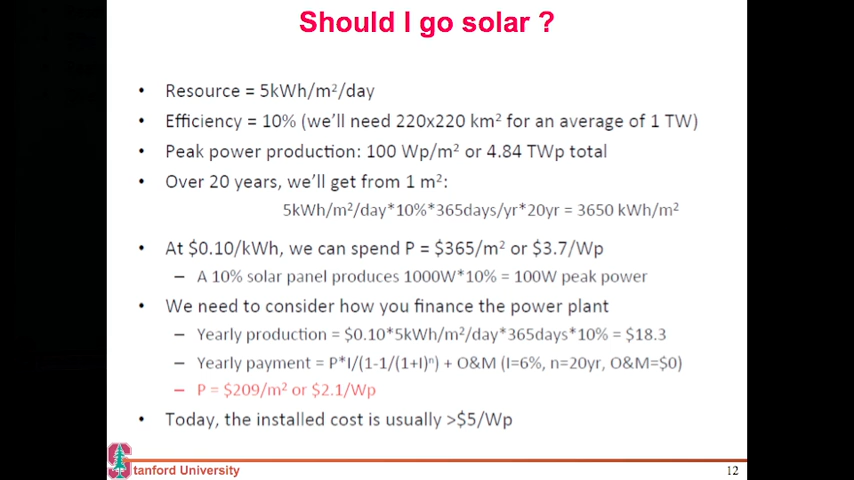 Should I go solar ?
• Resource = 5kWh/m²/day
• Efficiency = 10% (we'll need 220x220 km² for an average of 1 TW)
• Peak power production: 100 Wp/m² or 4.84 TWp total
• Over 20 years, we'll get from 1 m²:
5kWh/m²/day*10%*365days/yr*20yr = 3650 kWh/m²
• At $0.10/kWh, we can spend P = $365/m² or $3.7/Wp
– A 10% solar panel produces 1000W*10% = 100W peak power
• We need to consider how you finance the power plant
– Yearly production = $0.10*5kWh/m²/day*365days*10% = $18.3
– Yearly payment = P*I/(1-1/(1+I)ⁿ) + O&M (I=6%, n=20yr, O&M=$0)
– P = $209/m² or $2.1/Wp
• Today, the installed cost is usually >$5/Wp
Stanford University
12